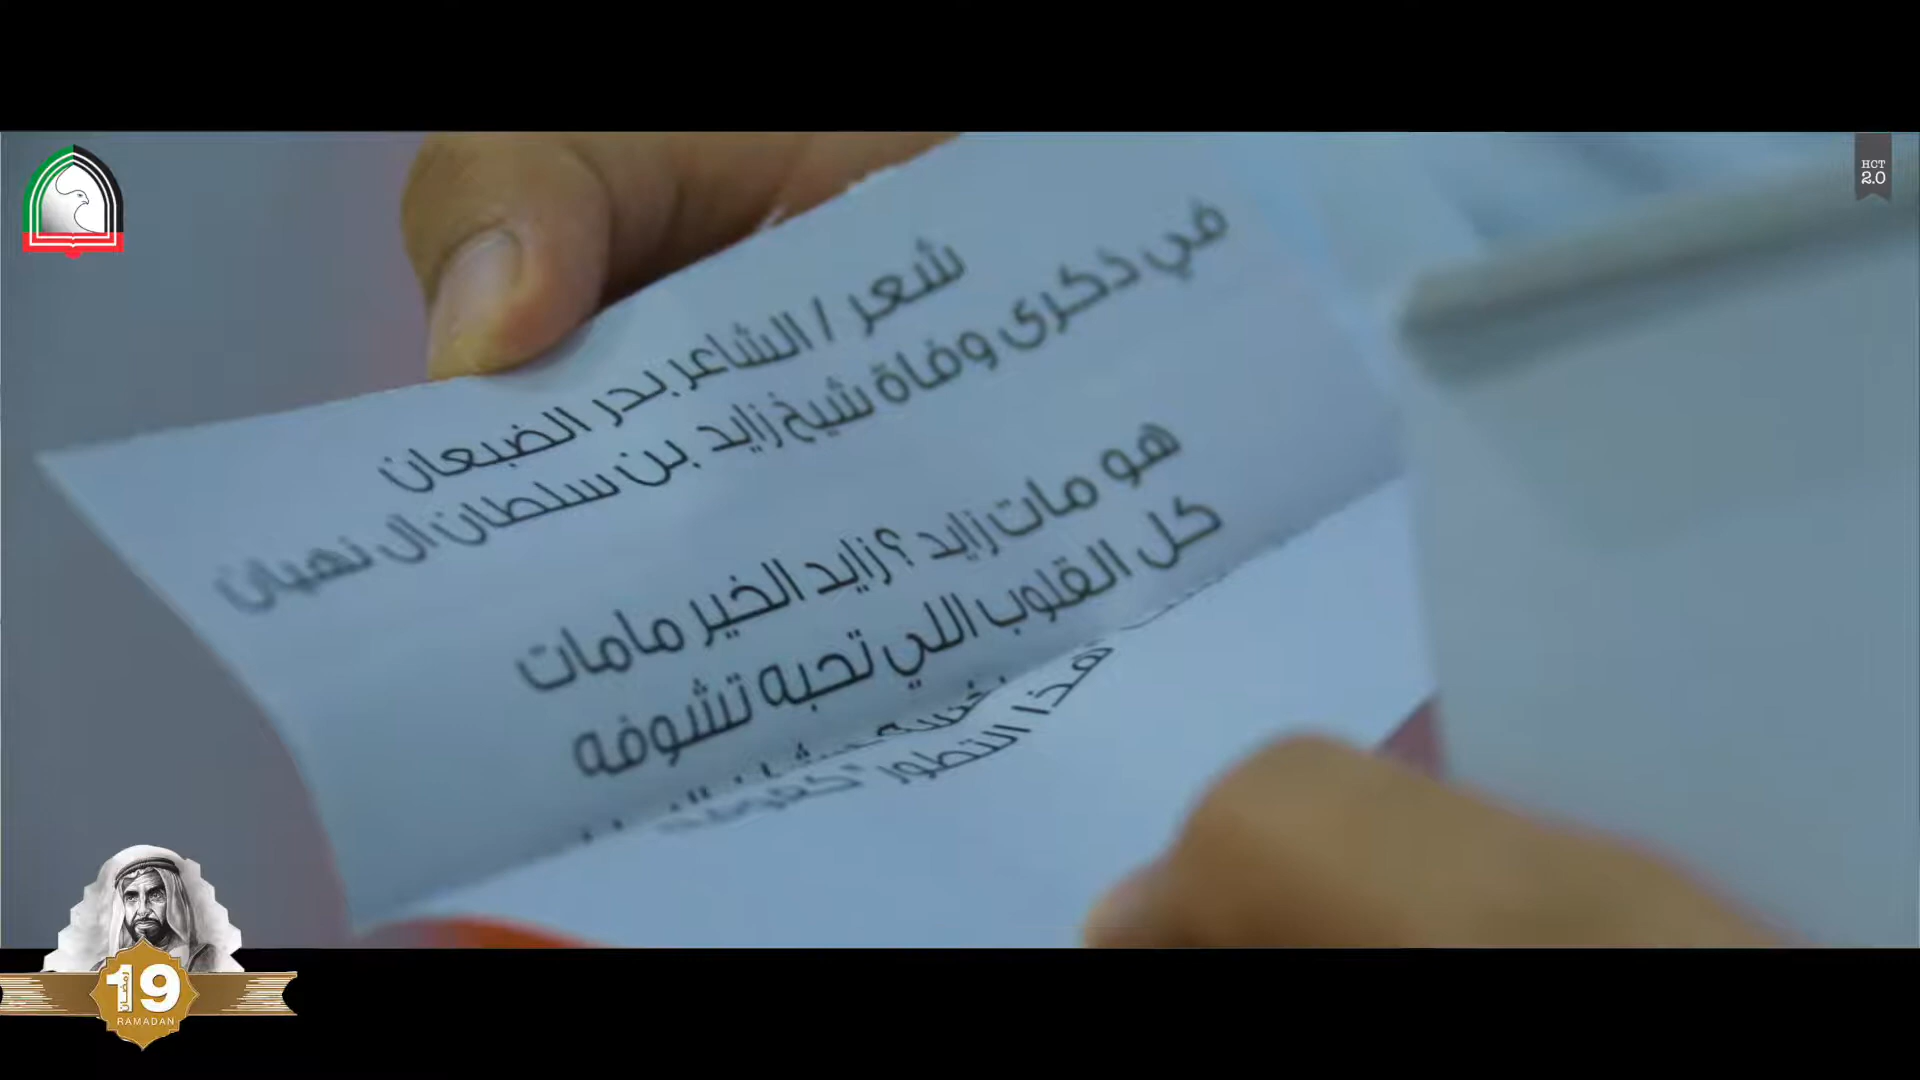 HCT
2.0
شعر / الشاعر بدر الضبعان
في ذكرى وفاة شيخ زايد بن سلطان ال نهيان
هو مات زايد ؟ زايد الخير مامات
كل القلوب اللي تحبه تشوفه
هذا التطور
19
رمضان
RAMADAN